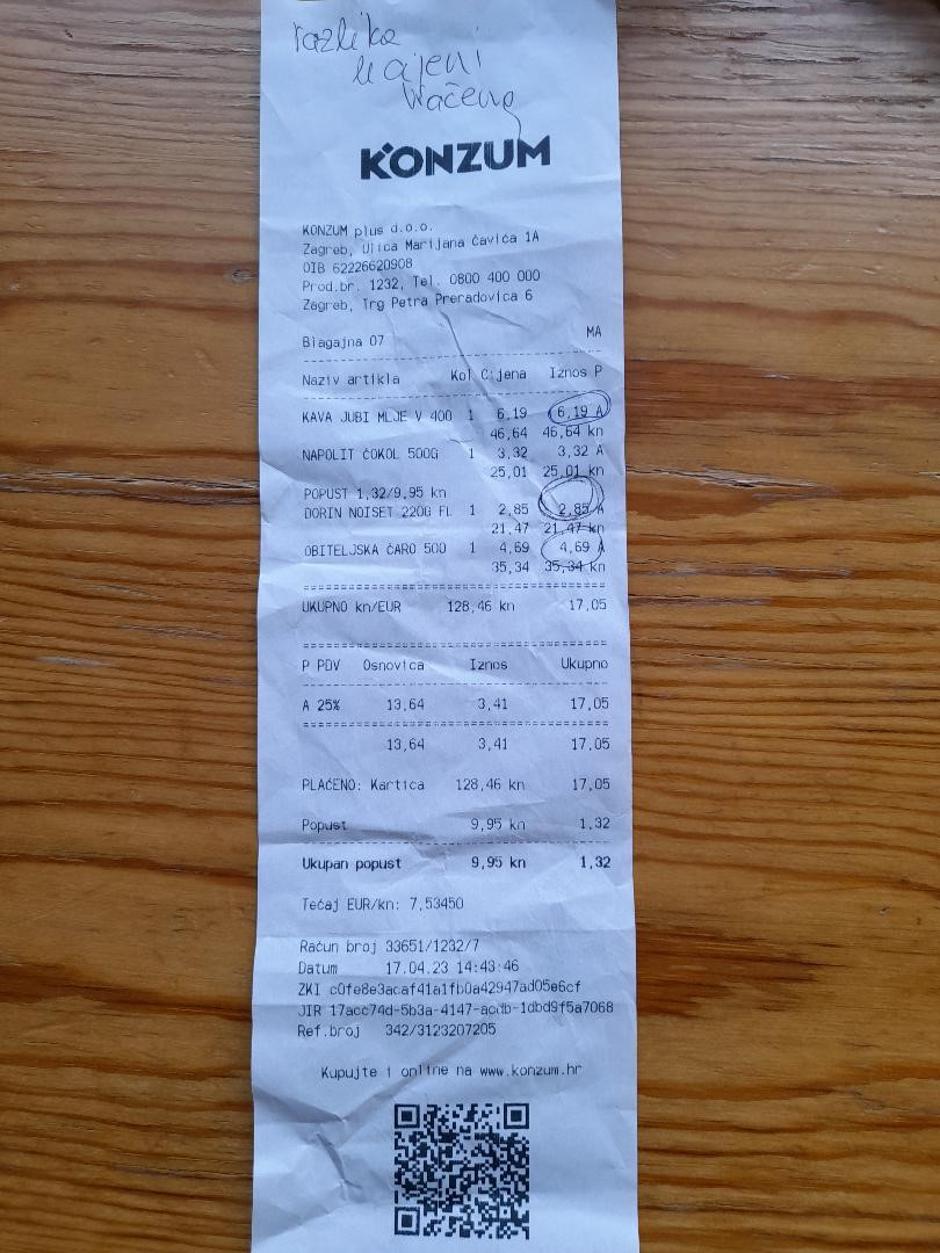 razlika
u cjeni
vraćeno
KONZUM
KONZUM plus d.o.o.
Zagreb, Ulica Marijana Čavića 1A
OIB 62226620908
Prod.br. 1232, Tel. 0800 400 000
Zagreb, Trg Petra Preradovića 6
Blagajna 07 MA
Naziv artikla Kol Cijena Iznos P
KAVA JUBI MLJE V 400 1 6,19 6,19 A
46,64 46,64 kn
NAPOLIT ČOKOL 500G 1 3,32 3,32 A
25,01 25,01 kn
POPUST 1,32/9,95 kn
DORIN NOISET 220G FL 1 2,85 2,85 A
21,47 21,47 kn
OBITELJSKA ČARO 500 1 4,69 4,69 A
35,34 35,34 kn
UKUPNO kn/EUR 128,46 kn 17,05
P PDV Osnovica Iznos Ukupno
A 25% 13,64 3,41 17,05
13,64 3,41 17,05
PLAĆENO: Kartica 128,46 kn 17,05
Popust 9,95 kn 1,32
Ukupan popust 9,95 kn 1,32
Tečaj EUR/kn: 7,53450
Račun broj 33651/1232/7
Datum 17.04.23 14:43:46
ZKI c0fe8e3acaf41a1fb0a42947ad05e6cf
JIR 17acc74d-5b3a-4147-acdb-1dbd9f5a7068
Ref.broj 342/3123207205
Kupujte i online na www.konzum.hr